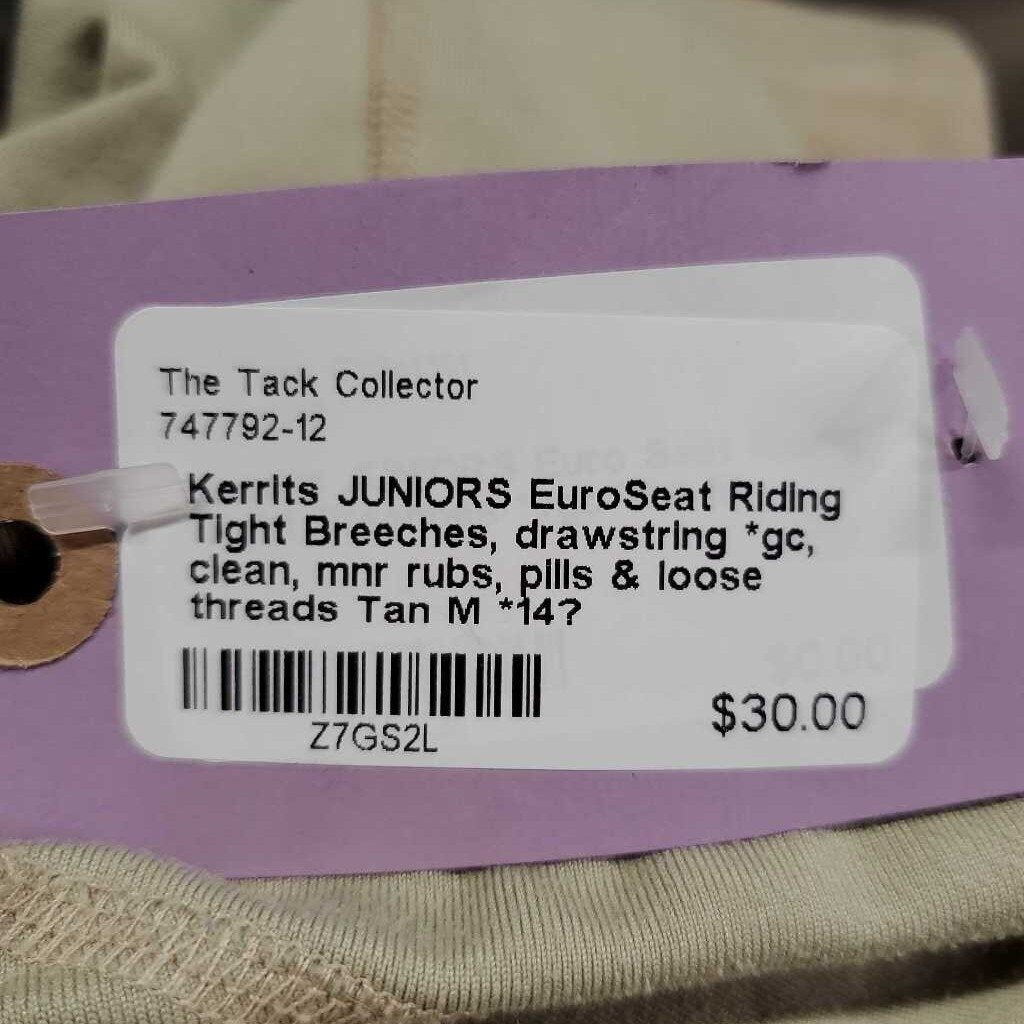 The Tack Collector
747792-12
Kerrits JUNIORS EuroSeat Riding
Tight Breeches, drawstring *gc,
clean, mnr rubs, pills & loose
threads Tan M *14?
Z7GS2L
$30.00